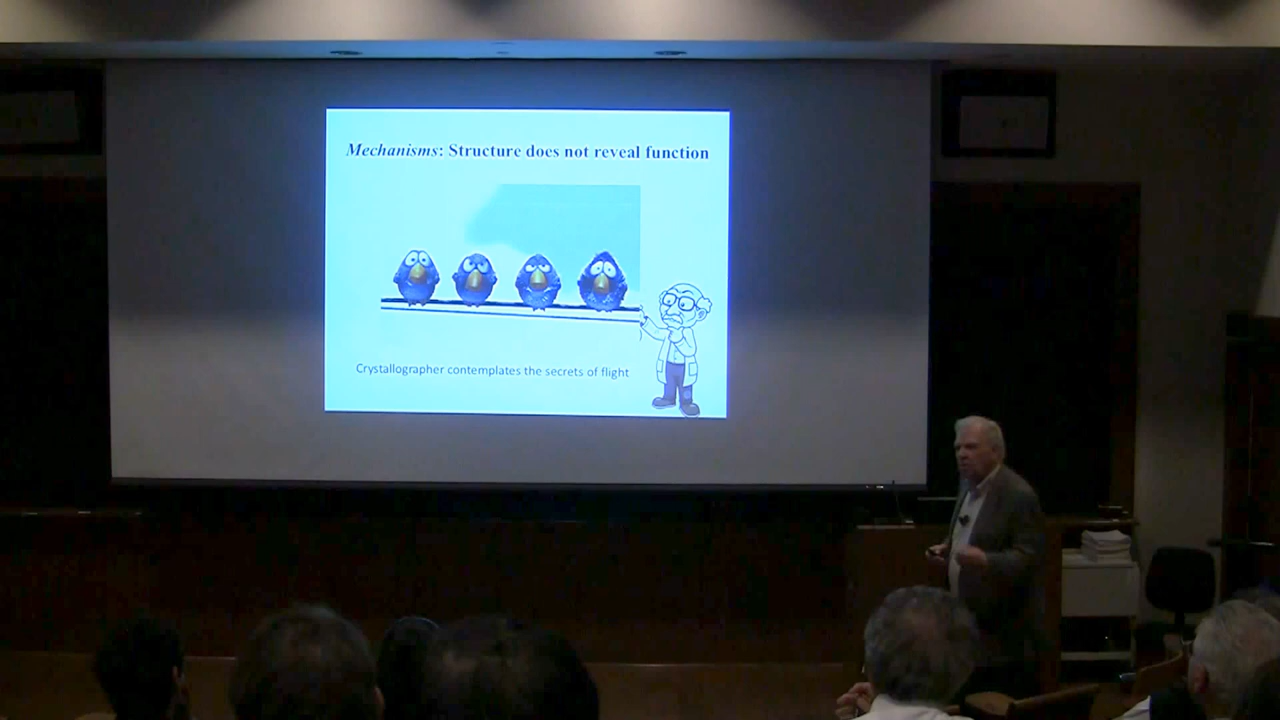 Mechanisms: Structure does not reveal function
Crystallographer contemplates the secrets of flight